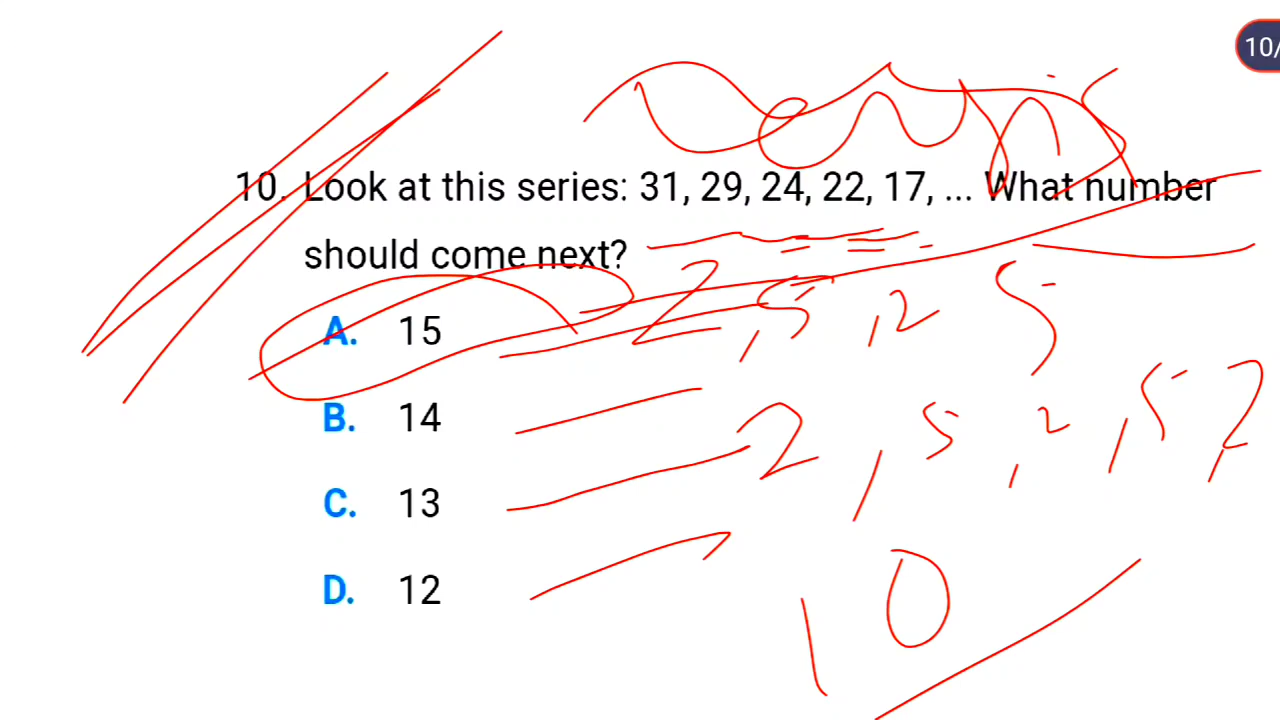 10/
10. Look at this series: 31, 29, 24, 22, 17, ... What number
should come next?
A. 15
2, 5, 2 5
B. 14
2, 5, 2, 5, 2
C. 13
D. 12
10